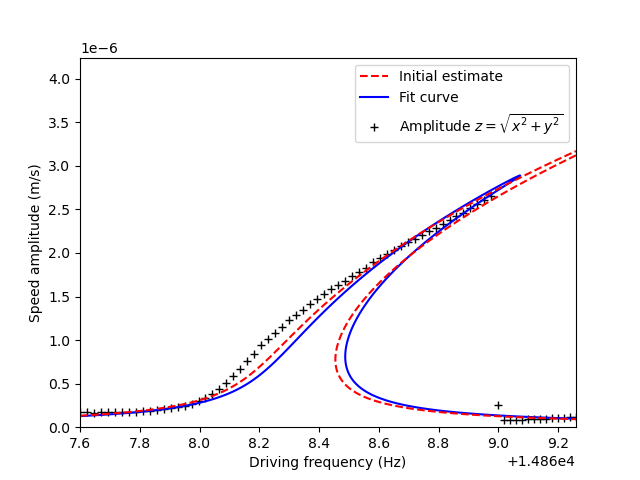 1e−6
4.0
3.5
3.0
2.5
2.0
1.5
1.0
0.5
0.0
Speed amplitude (m/s)
Initial estimate
Fit curve
Amplitude z = √x² + y²
7.6 7.8 8.0 8.2 8.4 8.6 8.8 9.0 9.2
Driving frequency (Hz)
+1.486e4